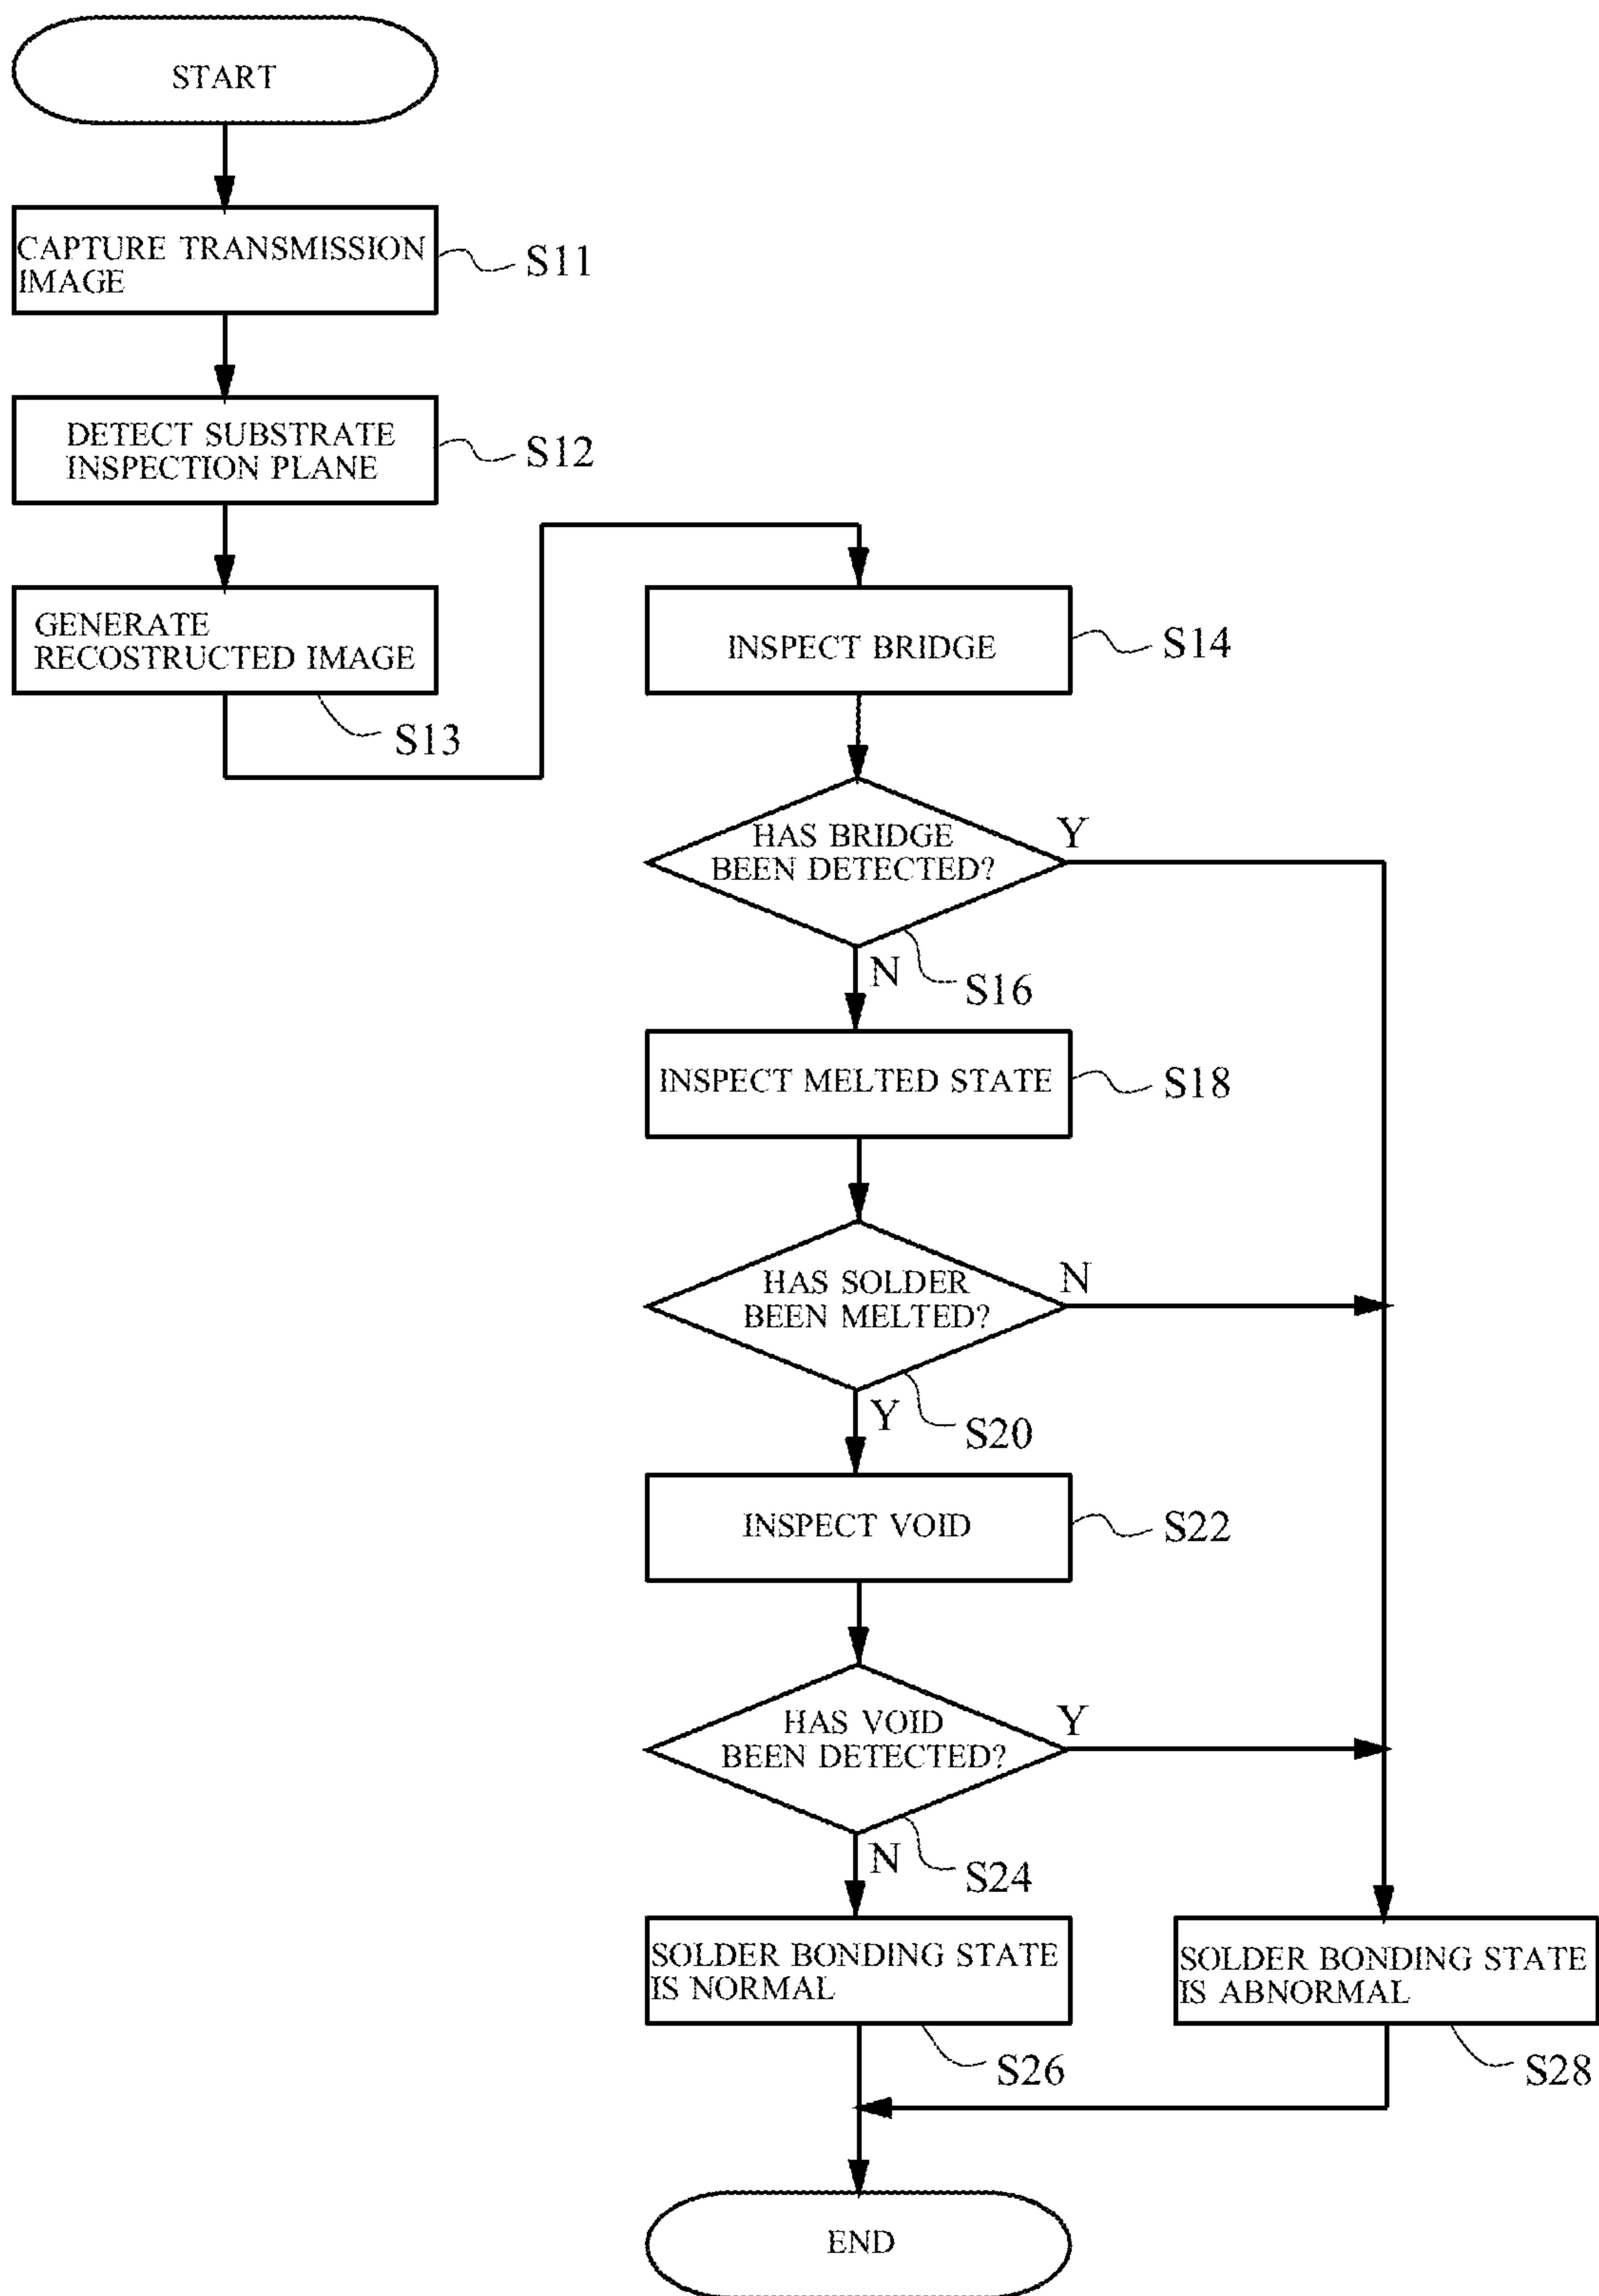 START
CAPTURE TRANSMISSION
IMAGE
S11
DETECT SUBSTRATE
INSPECTION PLANE
S12
GENERATE
RECOSTRUCTED IMAGE
S13
INSPECT BRIDGE
S14
HAS BRIDGE
BEEN DETECTED?
Y
N
S16
INSPECT MELTED STATE
S18
HAS SOLDER
BEEN MELTED?
N
Y
S20
INSPECT VOID
S22
HAS VOID
BEEN DETECTED?
Y
N
S24
SOLDER BONDING STATE
IS NORMAL
S26
SOLDER BONDING STATE
IS ABNORMAL
S28
END